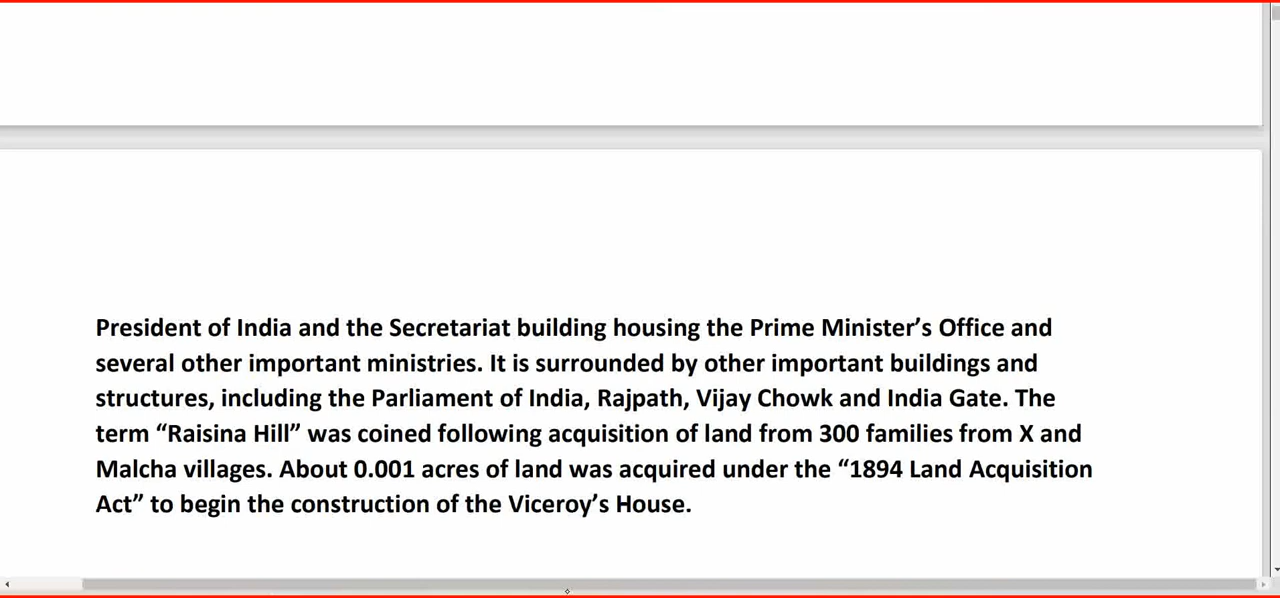 President of India and the Secretariat building housing the Prime Minister’s Office and
several other important ministries. It is surrounded by other important buildings and
structures, including the Parliament of India, Rajpath, Vijay Chowk and India Gate. The
term “Raisina Hill” was coined following acquisition of land from 300 families from X and
Malcha villages. About 0.001 acres of land was acquired under the “1894 Land Acquisition
Act” to begin the construction of the Viceroy’s House.